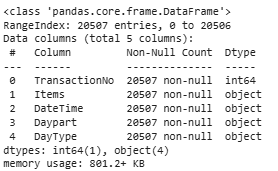 <class 'pandas.core.frame.DataFrame'>
RangeIndex: 20507 entries, 0 to 20506
Data columns (total 5 columns):
 #   Column         Non-Null Count  Dtype
---  ------         --------------  -----
 0   TransactionNo  20507 non-null  int64
 1   Items          20507 non-null  object
 2   DateTime       20507 non-null  object
 3   Daypart        20507 non-null  object
 4   DayType        20507 non-null  object
dtypes: int64(1), object(4)
memory usage: 801.2+ KB